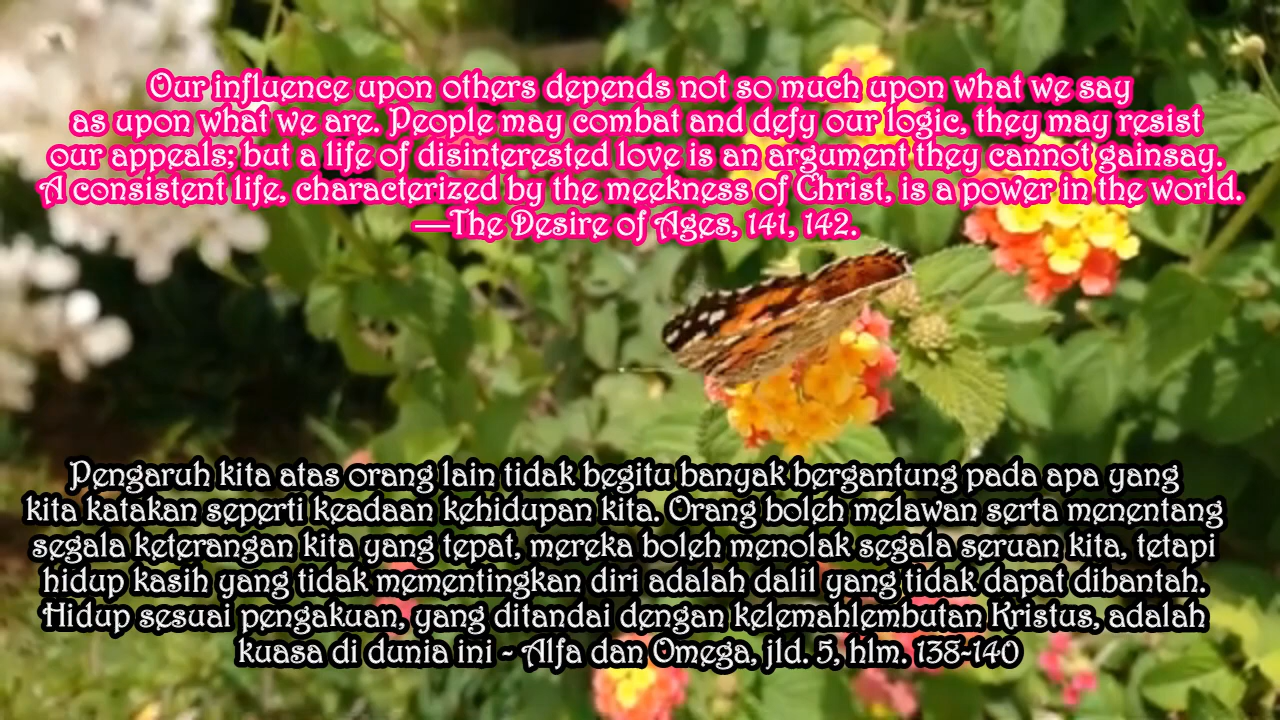 Our influence upon others depends not so much upon what we say
as upon what we are. People may combat and defy our logic, they may resist
our appeals; but a life of disinterested love is an argument they cannot gainsay.
A consistent life, characterized by the meekness of Christ, is a power in the world.
—The Desire of Ages, 141, 142.
Pengaruh kita atas orang lain tidak begitu banyak bergantung pada apa yang
kita katakan seperti keadaan kehidupan kita. Orang boleh melawan serta menentang
segala keterangan kita yang tepat, mereka boleh menolak segala seruan kita, tetapi
hidup kasih yang tidak mementingkan diri adalah dalil yang tidak dapat dibantah.
Hidup sesuai pengakuan, yang ditandai dengan kelemahlembutan Kristus, adalah
kuasa di dunia ini - Alfa dan Omega, jld. 5, hlm. 138-140